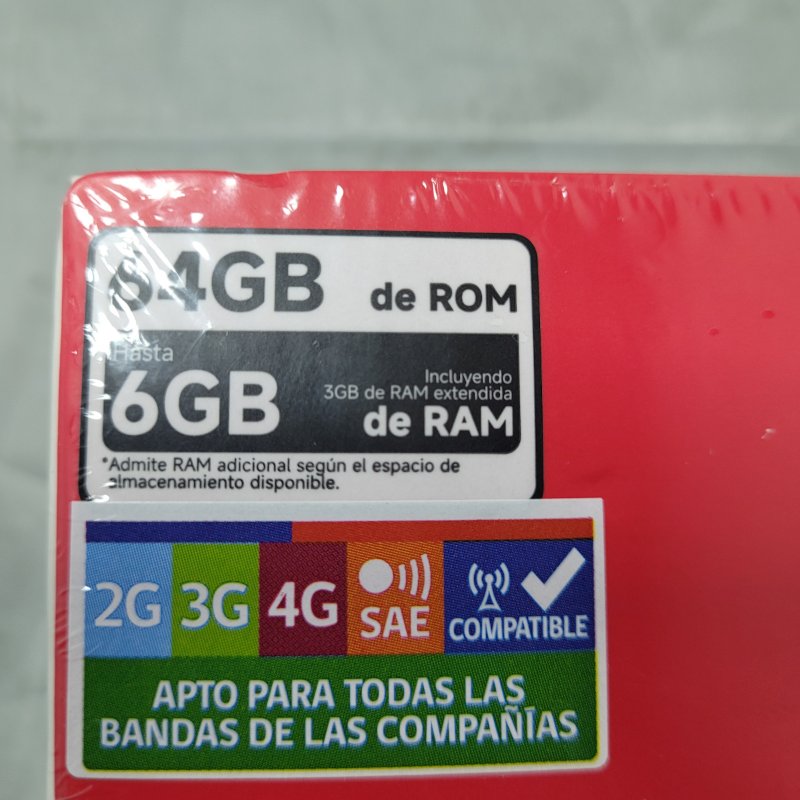 64GB de ROM
Hasta
6GB Incluyendo
3GB de RAM extendida
de RAM
*Admite RAM adicional según el espacio de
almacenamiento disponible.
2G 3G 4G SAE COMPATIBLE
APTO PARA TODAS LAS
BANDAS DE LAS COMPAÑÍAS